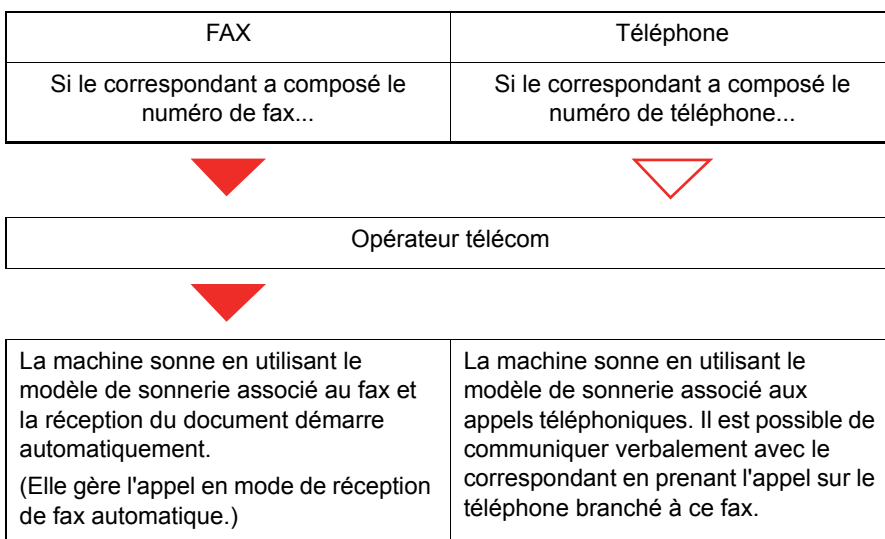 FAX
Téléphone
Si le correspondant a composé le
numéro de fax...
Si le correspondant a composé le
numéro de téléphone...
Opérateur télécom
La machine sonne en utilisant le
modèle de sonnerie associé au fax et
la réception du document démarre
automatiquement.
(Elle gère l'appel en mode de réception
de fax automatique.)
La machine sonne en utilisant le
modèle de sonnerie associé aux
appels téléphoniques. Il est possible de
communiquer verbalement avec le
correspondant en prenant l'appel sur le
téléphone branché à ce fax.